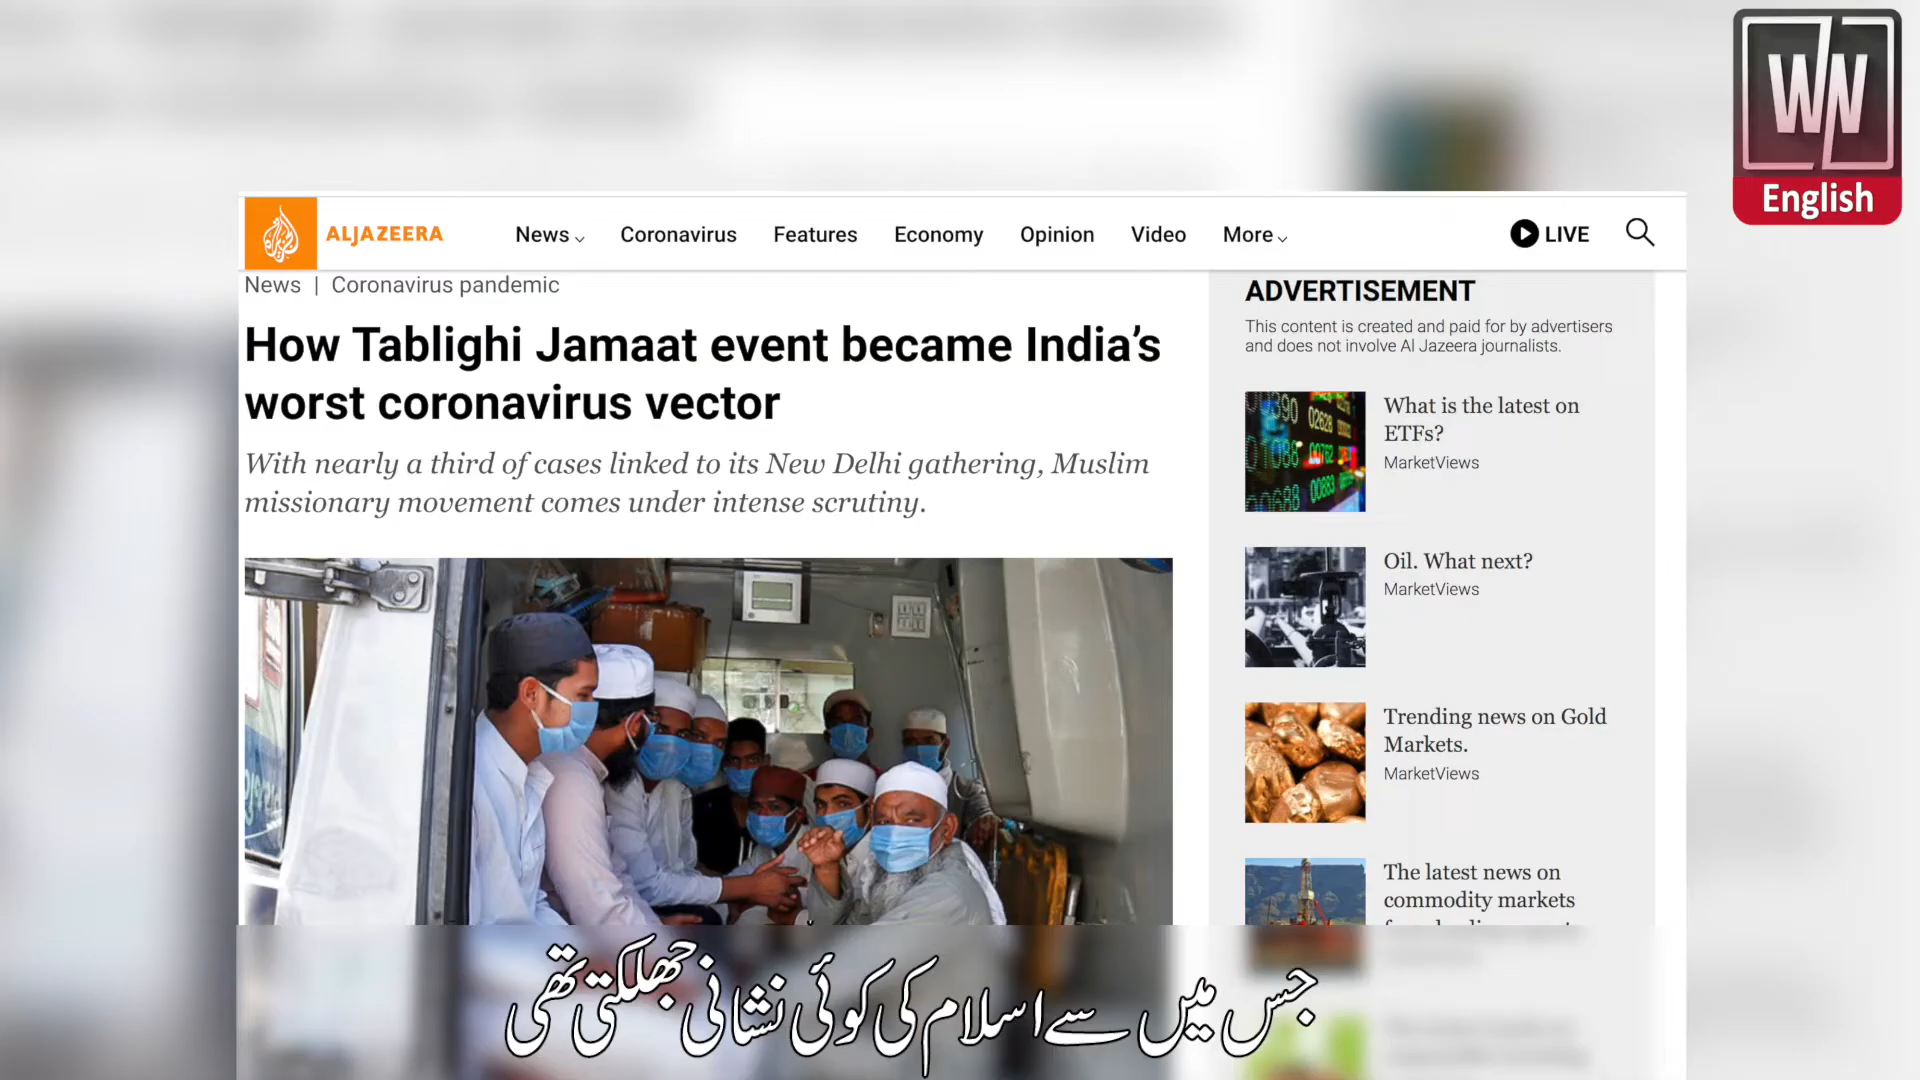 WN
English
ALJAZEERA
News Coronavirus Features Economy Opinion Video More LIVE
News | Coronavirus pandemic
How Tablighi Jamaat event became India’s
worst coronavirus vector
With nearly a third of cases linked to its New Delhi gathering, Muslim
missionary movement comes under intense scrutiny.
ADVERTISEMENT
This content is created and paid for by advertisers
and does not involve Al Jazeera journalists.
What is the latest on
ETFs?
MarketViews
Oil. What next?
MarketViews
Trending news on Gold
Markets.
MarketViews
The latest news on
commodity markets
جس میں سے اسلام کی کوئی نشانی جھلکتی تھی